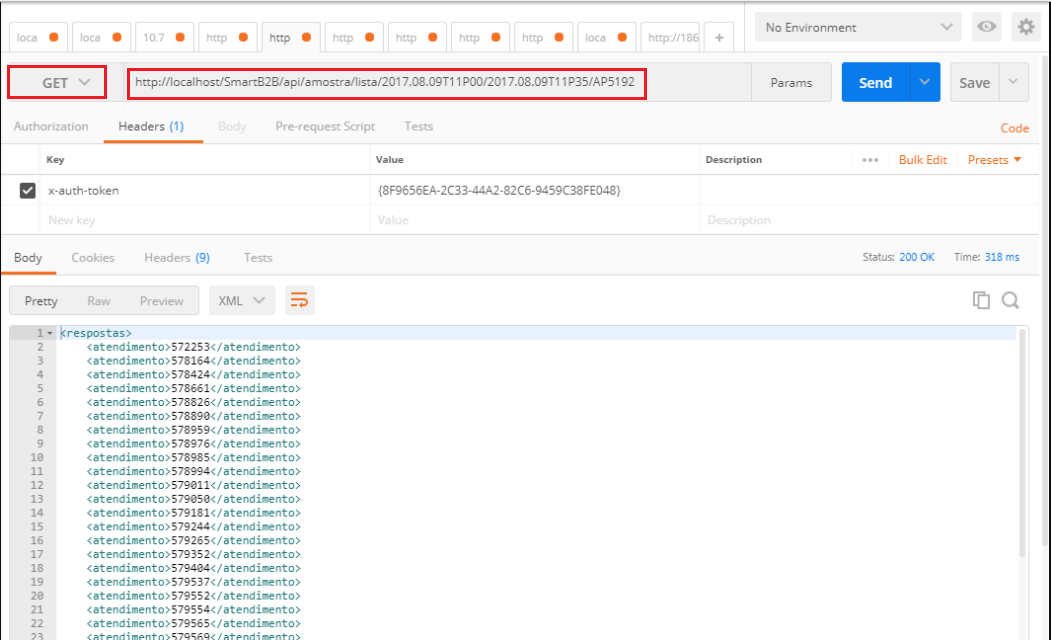 loca loca 10.7 http http http http http http loca http://186 + No Environment
GET http://localhost/SmartB2B/api/amostra/lista/2017.08.09T11P00/2017.08.09T11P35/AP5192 Params Send Save
Authorization Headers (1) Body Pre-request Script Tests Code
Key Value Description ••• Bulk Edit Presets
x-auth-token {8F9656EA-2C33-44A2-82C6-9459C38FE048}
New key Value Description
Body Cookies Headers (9) Tests Status: 200 OK Time: 318 ms
Pretty Raw Preview XML
1 <respostas>
2 <atendimento>572253</atendimento>
3 <atendimento>578164</atendimento>
4 <atendimento>578424</atendimento>
5 <atendimento>578661</atendimento>
6 <atendimento>578826</atendimento>
7 <atendimento>578890</atendimento>
8 <atendimento>578959</atendimento>
9 <atendimento>578976</atendimento>
10 <atendimento>578985</atendimento>
11 <atendimento>578994</atendimento>
12 <atendimento>579011</atendimento>
13 <atendimento>579050</atendimento>
14 <atendimento>579181</atendimento>
15 <atendimento>579244</atendimento>
16 <atendimento>579265</atendimento>
17 <atendimento>579352</atendimento>
18 <atendimento>579404</atendimento>
19 <atendimento>579537</atendimento>
20 <atendimento>579552</atendimento>
21 <atendimento>579554</atendimento>
22 <atendimento>579565</atendimento>
23 <atendimento>579569</atendimento>